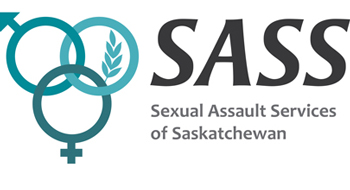 SASS
Sexual Assault Services
of Saskatchewan